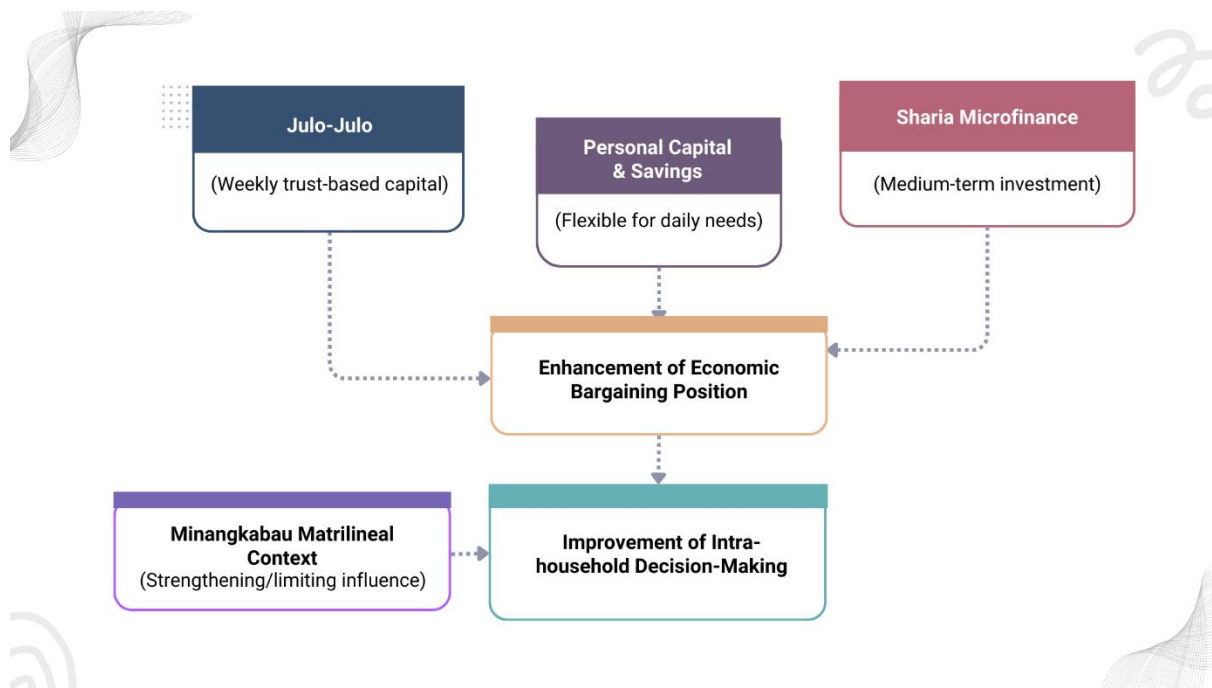 Julo-Julo
(Weekly trust-based capital)
Personal Capital
& Savings
(Flexible for daily needs)
Sharia Microfinance
(Medium-term investment)
Enhancement of Economic
Bargaining Position
Minangkabau Matrilineal
Context
(Strengthening/limiting influence)
Improvement of Intra-
household Decision-Making